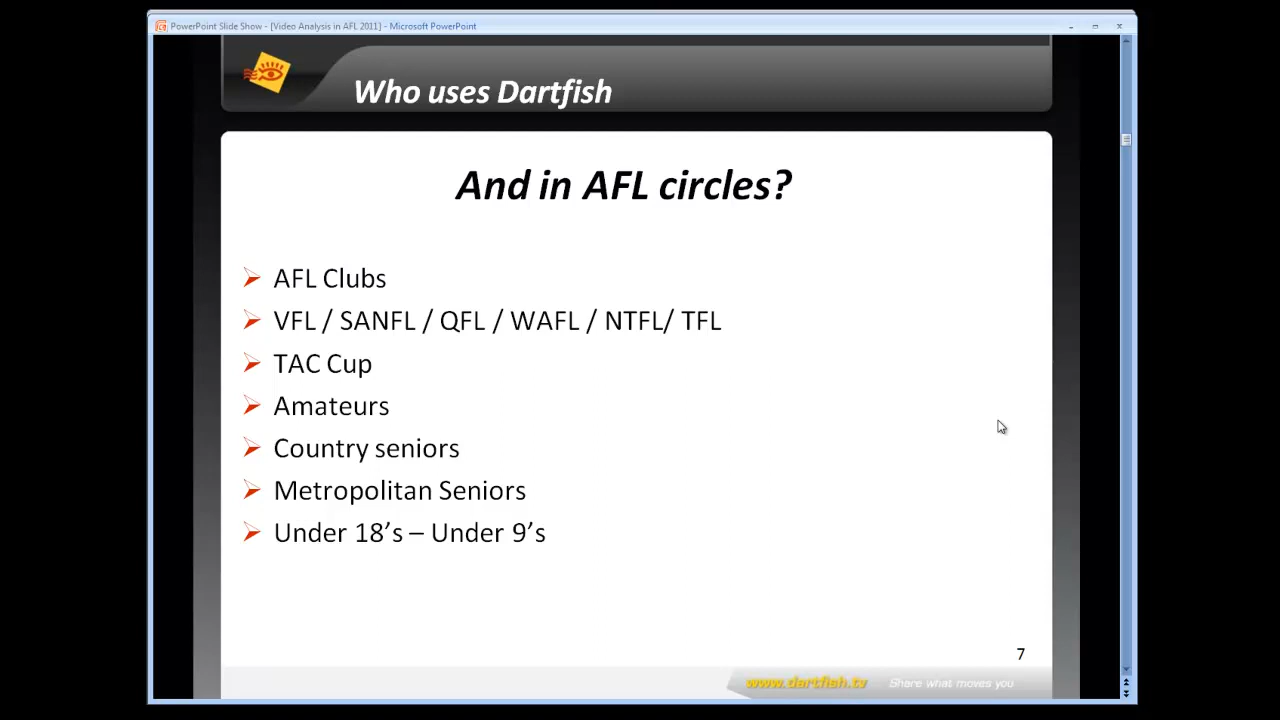 PowerPoint Slide Show - [Video Analysis in AFL 2011] - Microsoft PowerPoint
Who uses Dartfish
And in AFL circles?
AFL Clubs
VFL / SANFL / QFL / WAFL / NTFL/ TFL
TAC Cup
Amateurs
Country seniors
Metropolitan Seniors
Under 18’s – Under 9’s
7
www.dartfish.tv Share what moves you